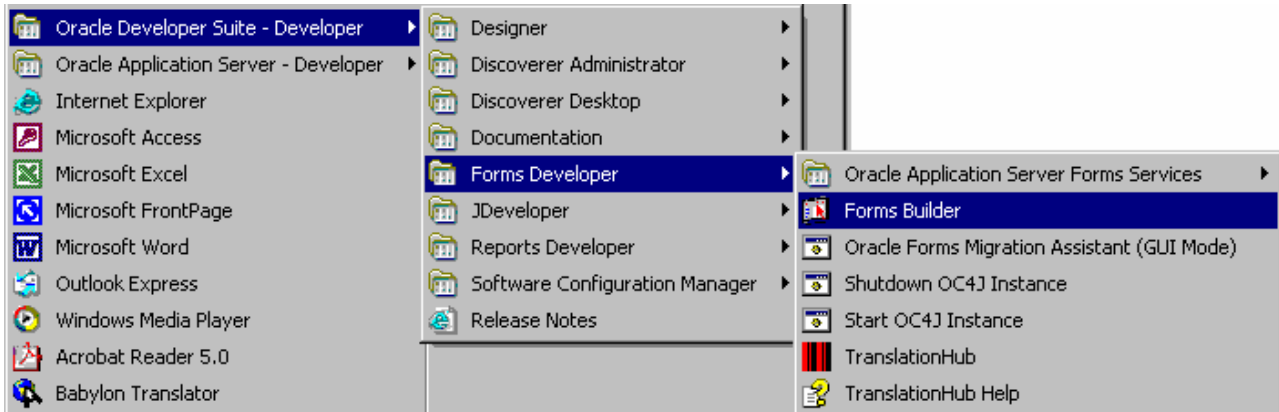 Oracle Developer Suite - Developer
Oracle Application Server - Developer
Internet Explorer
Microsoft Access
Microsoft Excel
Microsoft FrontPage
Microsoft Word
Outlook Express
Windows Media Player
Acrobat Reader 5.0
Babylon Translator
Designer
Discoverer Administrator
Discoverer Desktop
Documentation
Forms Developer
JDeveloper
Reports Developer
Software Configuration Manager
Release Notes
Oracle Application Server Forms Services
Forms Builder
Oracle Forms Migration Assistant (GUI Mode)
Shutdown OC4J Instance
Start OC4J Instance
TranslationHub
TranslationHub Help